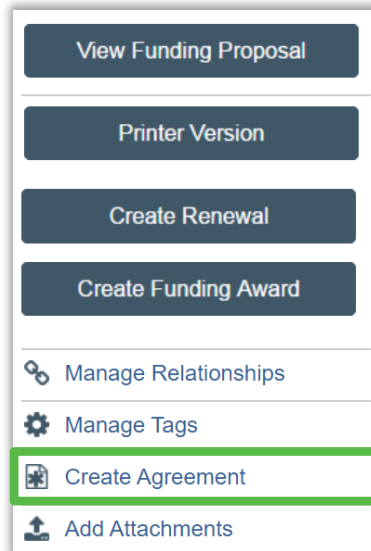 View Funding Proposal
Printer Version
Create Renewal
Create Funding Award
Manage Relationships
Manage Tags
Create Agreement
Add Attachments